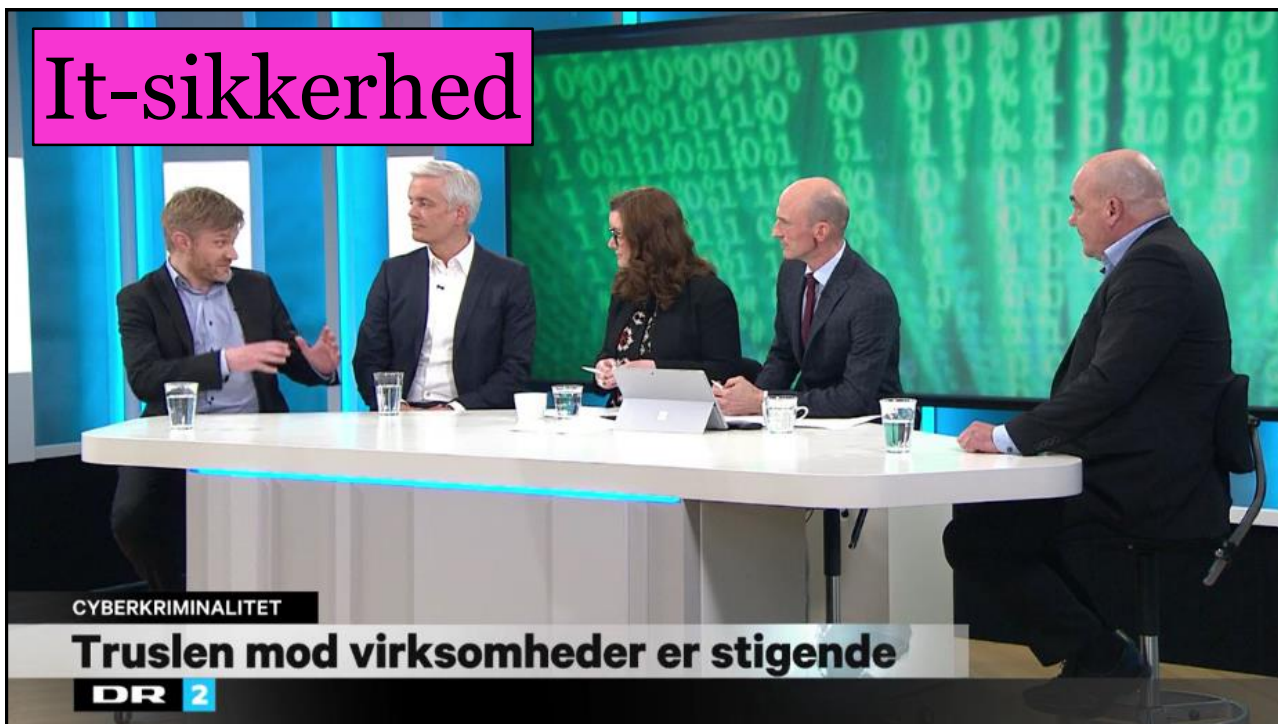 It-sikkerhed
CYBERKRIMINALITET
Truslen mod virksomheder er stigende
DR 2